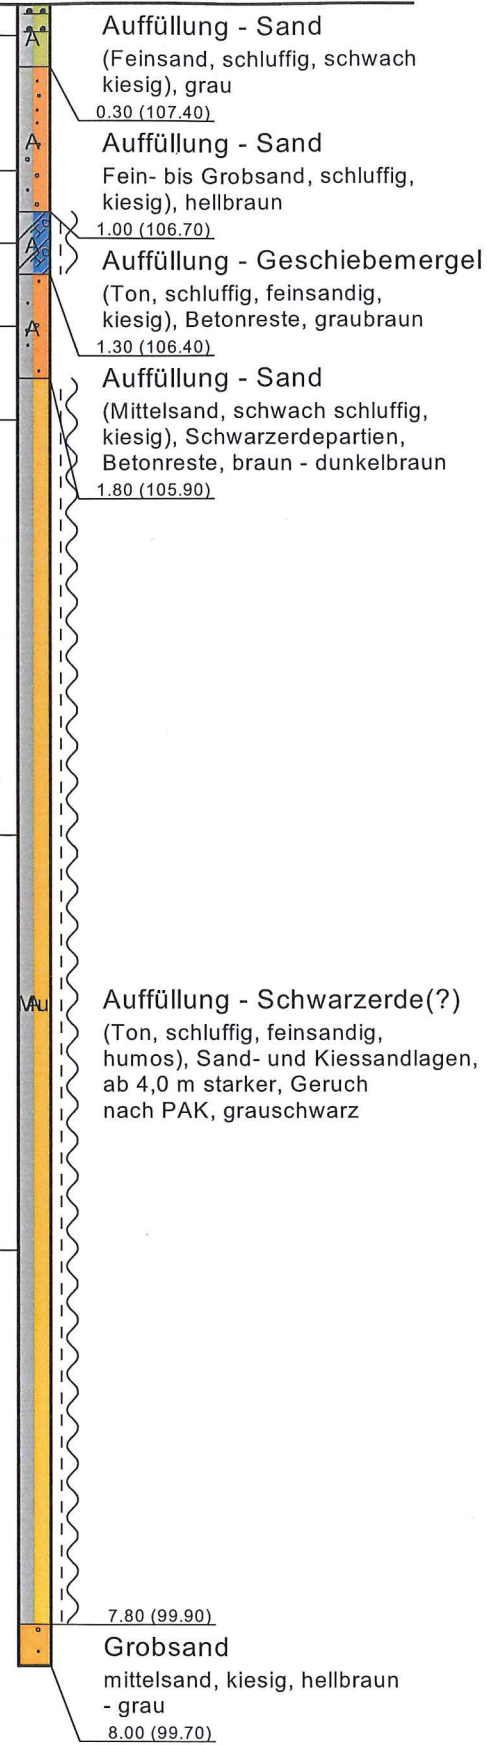 A
Auffüllung - Sand
(Feinsand, schluffig, schwach
kiesig), grau
0.30 (107.40)
A
Auffüllung - Sand
Fein- bis Grobsand, schluffig,
kiesig), hellbraun
1.00 (106.70)
A
Auffüllung - Geschiebemergel
(Ton, schluffig, feinsandig,
kiesig), Betonreste, graubraun
1.30 (106.40)
A
Auffüllung - Sand
(Mittelsand, schwach schluffig,
kiesig), Schwarzerdepartien,
Betonreste, braun - dunkelbraun
1.80 (105.90)
Auffüllung - Schwarzerde(?)
(Ton, schluffig, feinsandig,
humos), Sand- und Kiessandlagen,
ab 4,0 m starker, Geruch
nach PAK, grauschwarz
7.80 (99.90)
Grobsand
mittelsand, kiesig, hellbraun
- grau
8.00 (99.70)